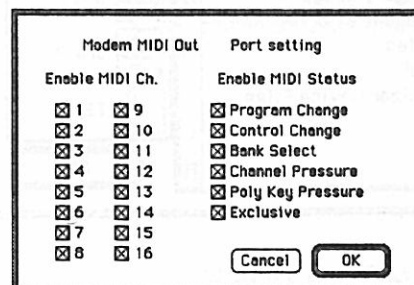 Modem MIDI Out Port setting
Enable MIDI Ch. Enable MIDI Status
1 9 Program Change
2 10 Control Change
3 11 Bank Select
4 12 Channel Pressure
5 13 Poly Key Pressure
6 14 Exclusive
7 15
8 16
Cancel OK